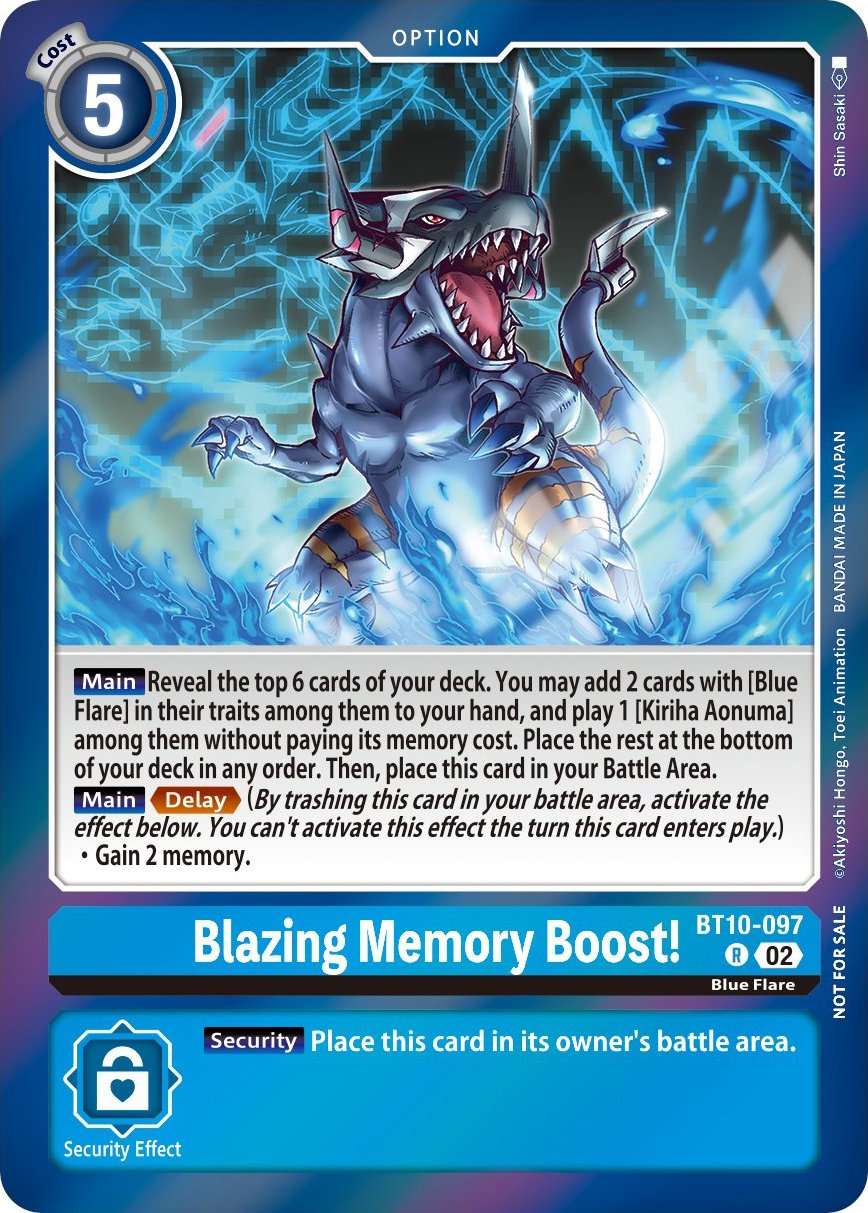 OPTION
Cost
5
Shin Sasaki
Main Reveal the top 6 cards of your deck. You may add 2 cards with [Blue
Flare] in their traits among them to your hand, and play 1 [Kiriha Aonuma]
among them without paying its memory cost. Place the rest at the bottom
of your deck in any order. Then, place this card in your Battle Area.
Main Delay (By trashing this card in your battle area, activate the
effect below. You can't activate this effect the turn this card enters play.)
・Gain 2 memory.
©Akiyoshi Hongo, Toei Animation BANDAI MADE IN JAPAN
NOT FOR SALE
Blazing Memory Boost!
BT10-097
R 02
Blue Flare
Security Place this card in its owner's battle area.
Security Effect